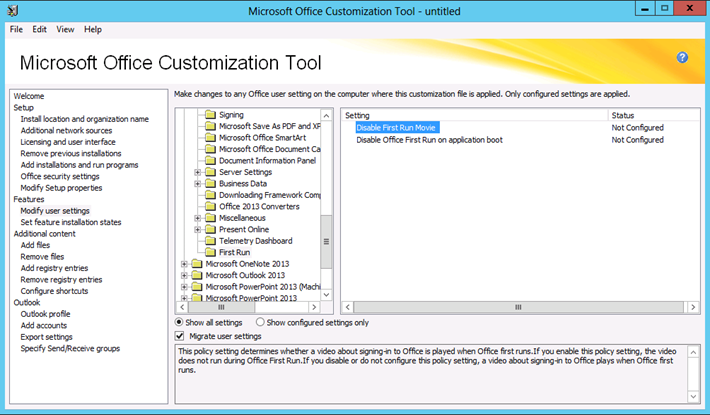 Microsoft Office Customization Tool - untitled
File Edit View Help
Microsoft Office Customization Tool
Welcome
Setup
Install location and organization name
Additional network sources
Licensing and user interface
Remove previous installations
Add installations and run programs
Office security settings
Modify Setup properties
Features
Modify user settings
Set feature installation states
Additional content
Add files
Remove files
Add registry entries
Remove registry entries
Configure shortcuts
Outlook
Outlook profile
Add accounts
Export settings
Specify Send/Receive groups
Make changes to any Office user setting on the computer where this customization file is applied. Only configured settings are applied.
Signing
Microsoft Save As PDF and XP
Microsoft Office SmartArt
Microsoft Office Document Ca
Document Information Panel
Server Settings
Business Data
Downloading Framework Comp
Office 2013 Converters
Miscellaneous
Present Online
Telemetry Dashboard
First Run
Microsoft OneNote 2013
Microsoft Outlook 2013
Microsoft PowerPoint 2013 (Machi
Microsoft PowerPoint 2013
Setting Status
Disable First Run Movie Not Configured
Disable Office First Run on application boot Not Configured
Show all settings Show configured settings only
Migrate user settings
This policy setting determines whether a video about signing-in to Office is played when Office first runs.If you enable this policy setting, the video
does not run during Office First Run.If you disable or do not configure this policy setting, a video about signing-in to Office plays when Office first
runs.